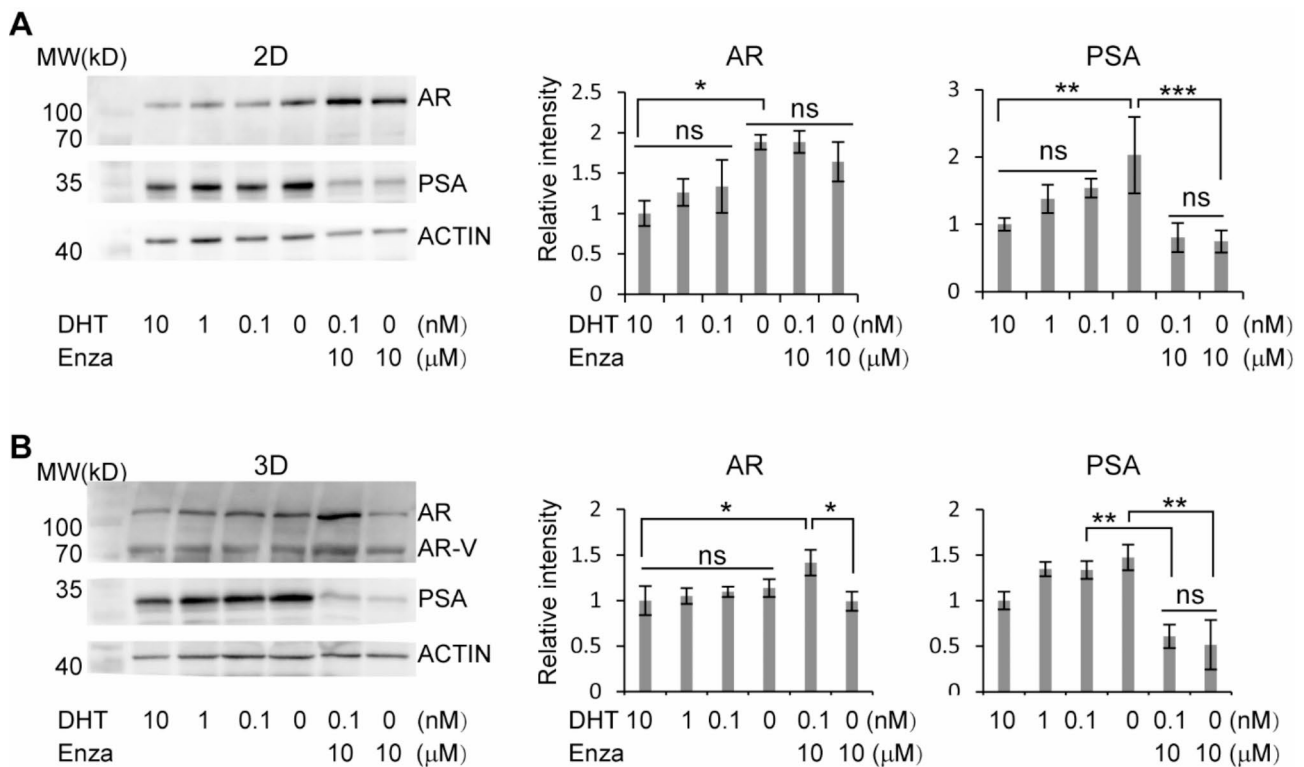 A
MW(kD) 2D
100
70
AR
35
PSA
40
ACTIN
DHT 10 1 0.1 0 0.1 0 (nM)
Enza 10 10 (μM)
AR
Relative intensity
2.5
2
1.5
1
0.5
0
*
ns
ns
DHT 10 1 0.1 0 0.1 0 (nM)
Enza 10 10 (μM)
PSA
3
2
1
0
**
***
ns
ns
10 1 0.1 0 0.1 0 (nM)
10 10 (μM)
B
MW(kD) 3D
100
70
AR
AR-V
35
PSA
40
ACTIN
DHT 10 1 0.1 0 0.1 0 (nM)
Enza 10 10 (μM)
AR
Relative intensity
2
1.5
1
0.5
0
*
*
ns
DHT 10 1 0.1 0 0.1 0 (nM)
Enza 10 10 (μM)
PSA
2
1.5
1
0.5
0
**
**
ns
10 1 0.1 0 0.1 0 (nM)
10 10 (μM)